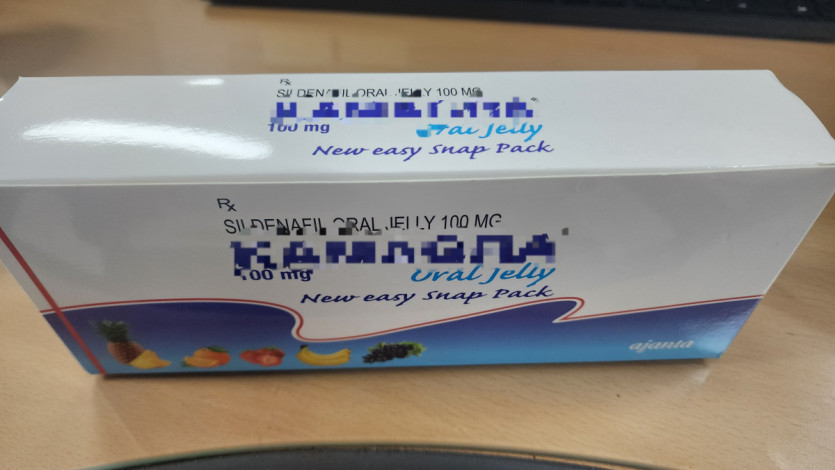 Rx
SILDENAFIL ORAL JELLY 100 MG
100 mg Oral Jelly
New easy Snap Pack
Rx
SILDENAFIL ORAL JELLY 100 MG
100 mg Oral Jelly
New easy Snap Pack
ajanta